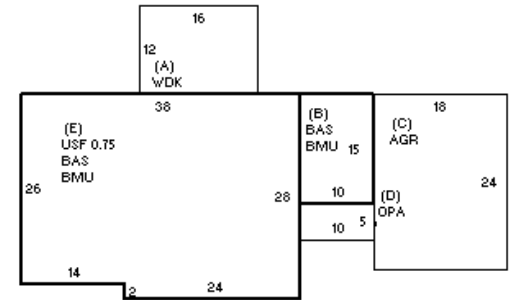 16
12
(A)
WDK
38
18
(E)
USF 0.75
BAS
BMU
(B)
BAS
BMU
15
(C)
AGR
26
28
10
24
(D)
OPA
10
5
14
2
24